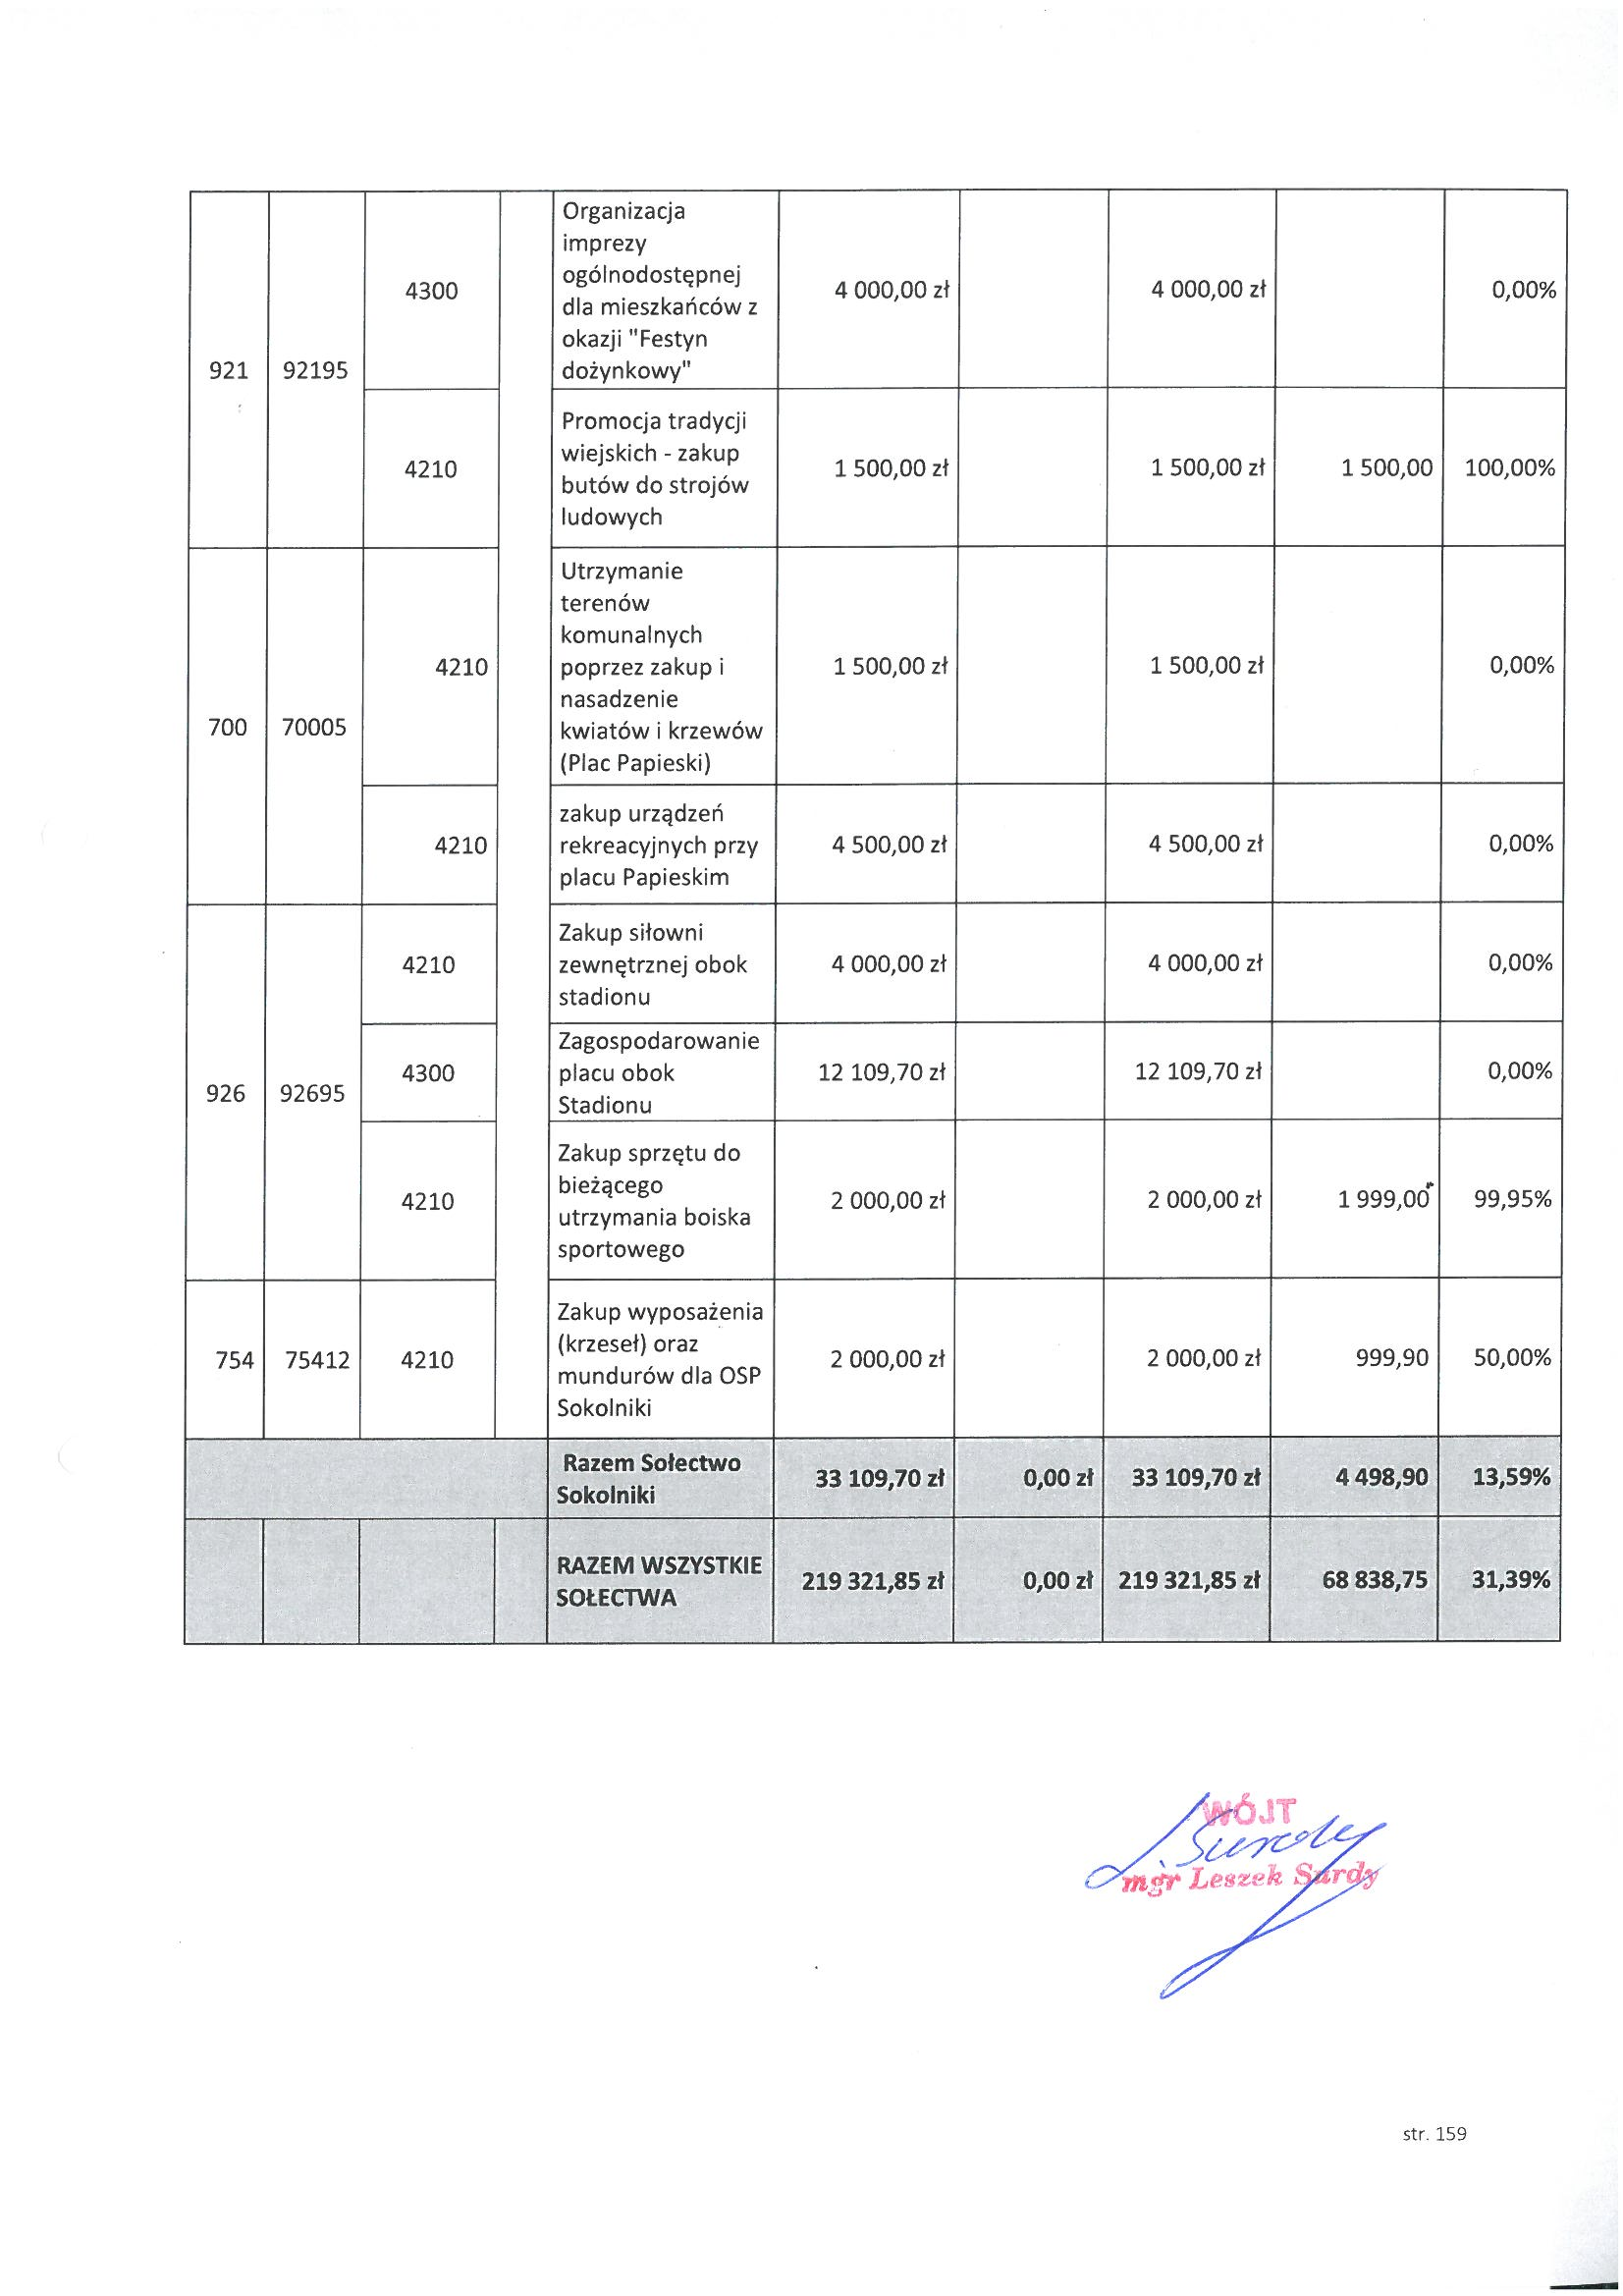 Organizacja
imprezy
ogólnodostępnej
dla mieszkańców z
okazji "Festyn
dożynkowy"
921 92195 4300 4 000,00 zł 4 000,00 zł 0,00%
Promocja tradycji
wiejskich - zakup
butów do strojów
ludowych
4210 1 500,00 zł 1 500,00 zł 1 500,00 100,00%
Utrzymanie
terenów
komunalnych
poprzez zakup i
nasadzenie
kwiatów i krzewów
(Plac Papieski)
700 70005 4210 1 500,00 zł 1 500,00 zł 0,00%
zakup urządzeń
rekreacyjnych przy
placu Papieskim
4210 4 500,00 zł 4 500,00 zł 0,00%
Zakup siłowni
zewnętrznej obok
stadionu
926 92695 4210 4 000,00 zł 4 000,00 zł 0,00%
Zagospodarowanie
placu obok
Stadionu
4300 12 109,70 zł 12 109,70 zł 0,00%
Zakup sprzętu do
bieżącego
utrzymania boiska
sportowego
4210 2 000,00 zł 2 000,00 zł 1 999,00 99,95%
Zakup wyposażenia
(krzeseł) oraz
mundurów dla OSP
Sokolniki
754 75412 4210 2 000,00 zł 2 000,00 zł 999,90 50,00%
Razem Sołectwo
Sokolniki
33 109,70 zł 0,00 zł 33 109,70 zł 4 498,90 13,59%
RAZEM WSZYSTKIE
SOŁECTWA
219 321,85 zł 0,00 zł 219 321,85 zł 68 838,75 31,39%
WÓJT
L. Surdy
mgr Leszek Surdy
str. 159